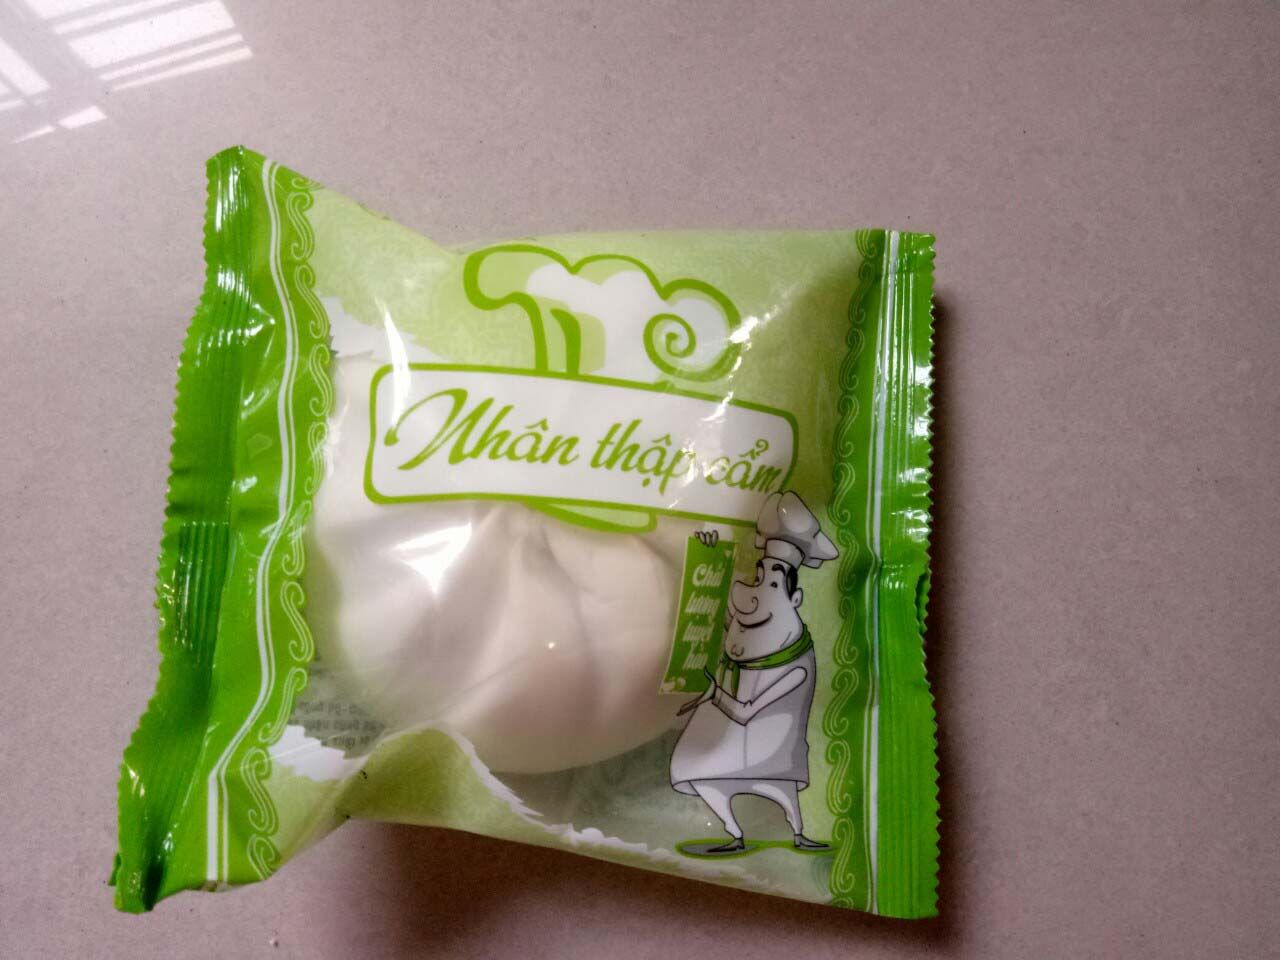 Nhân thập cẩm
Chất
lượng
tuyệt
hảo